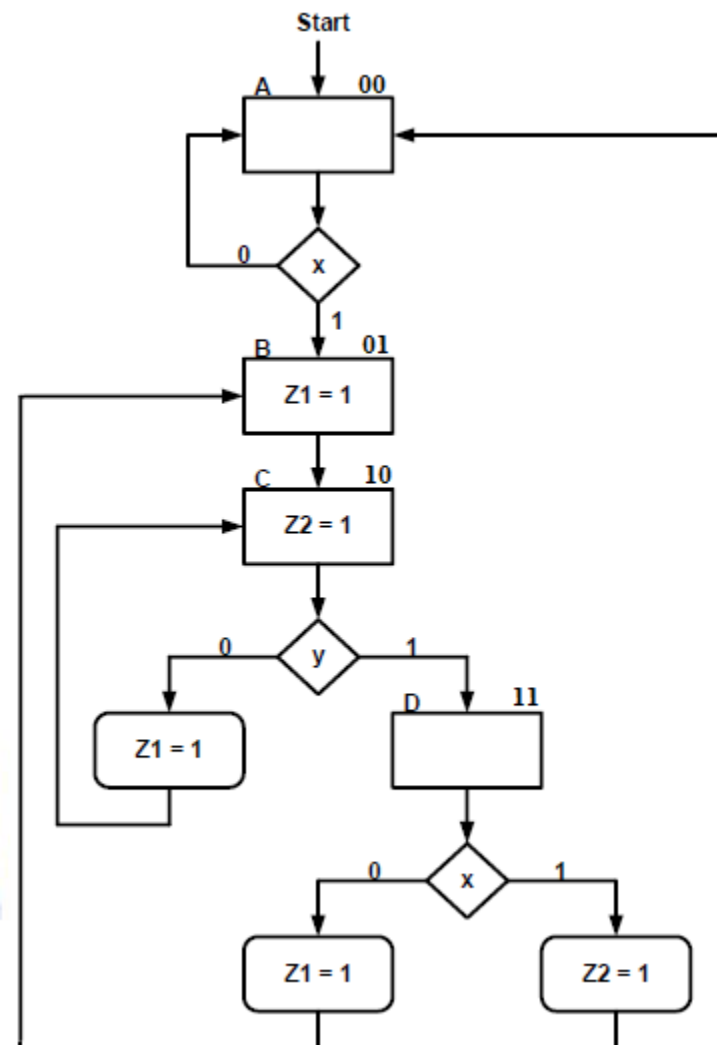 Start
A 00
x
0
1
B 01
Z1 = 1
C 10
Z2 = 1
0 y 1
D 11
Z1 = 1
0 x 1
Z1 = 1 Z2 = 1